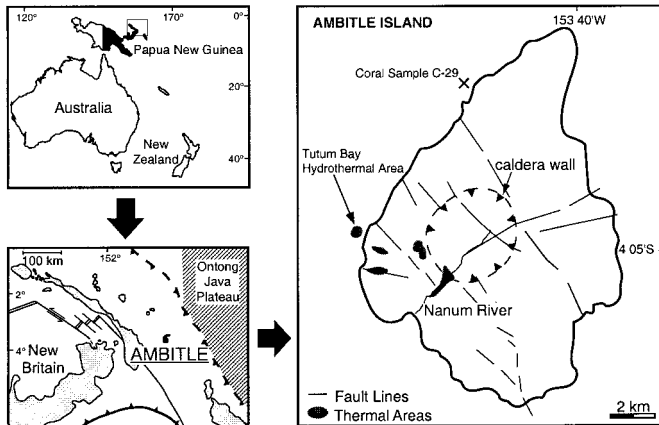 120°
170°
0°
Papua New Guinea
20°
Australia
New
Zealand
40°
100 km
152°
Ontong
Java
Plateau
2°
4°
New
Britain
AMBITLE
AMBITLE ISLAND
153 40'W
Coral Sample C-29
Tutum Bay
Hydrothermal Area
caldera wall
4 05'S
Nanum River
Fault Lines
Thermal Areas
2 km